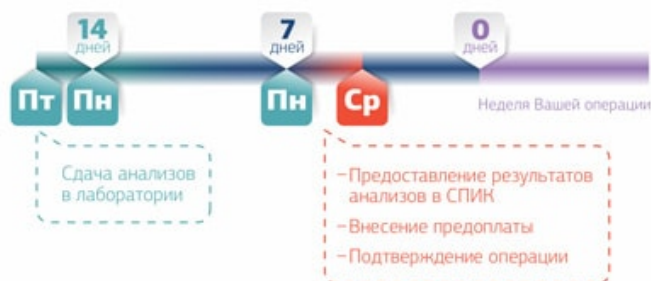 14
дней
7
дней
0
дней
Пт
Пн
Пн
Ср
Неделя Вашей операции
Сдача анализов
в лаборатории
–Предоставление результатов
анализов в СПИК
–Внесение предоплаты
–Подтверждение операции